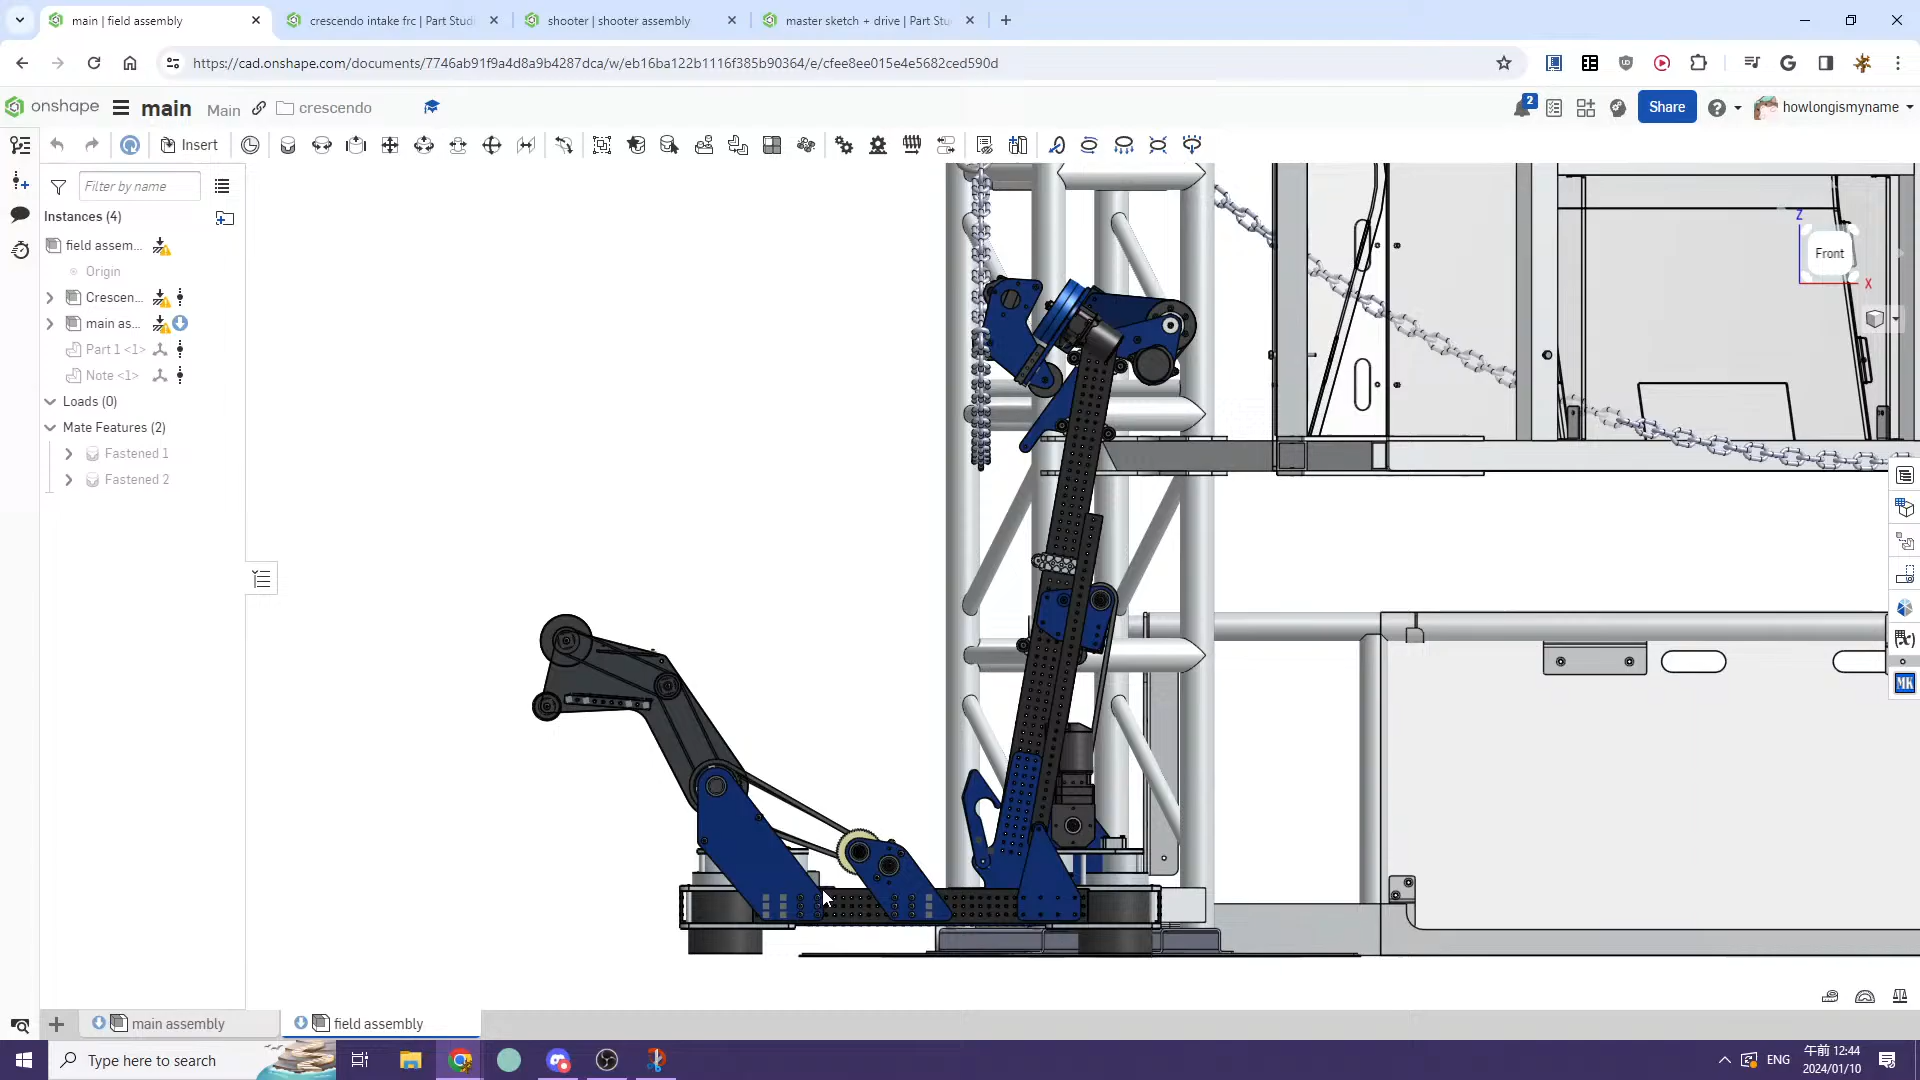 main | field assembly
crescendo intake frc | Part Studi
shooter | shooter assembly
master sketch + drive | Part Stu
https://cad.onshape.com/documents/7746ab91f9a4d8a9b4287dca/w/eb16ba122b1116f385b90364/e/cfee8ee015e4e5682ced590d
onshape
main
Main
crescendo
2
Share
howlongismyname
Insert
Filter by name
Instances (4)
field assem...
Origin
Crescen...
main as...
Part 1 <1>
Note <1>
Loads (0)
Mate Features (2)
Fastened 1
Fastened 2
Z
Front
X
(x)
MK
main assembly
field assembly
Type here to search
ENG
午前 12:44
2024/01/10